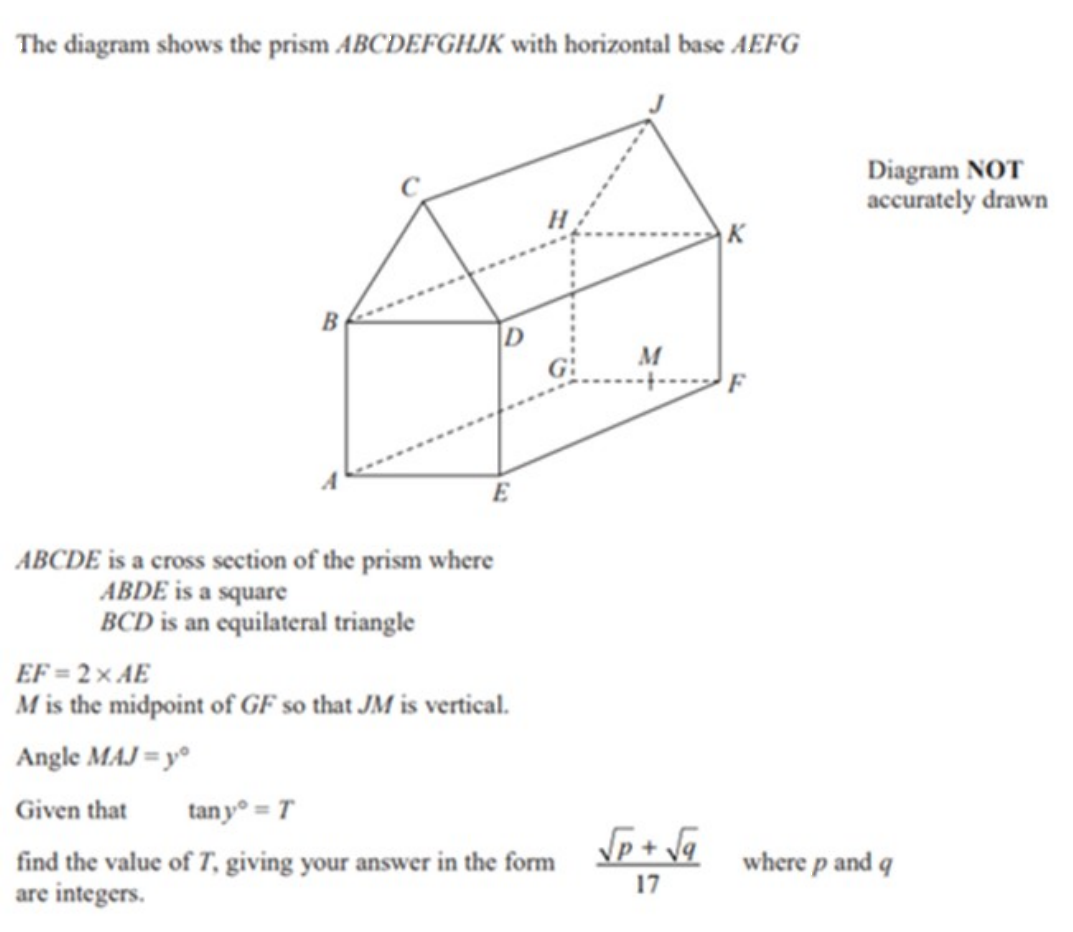 The diagram shows the prism ABCDEFGHJK with horizontal base AEFG
J
Diagram NOT
accurately drawn
C
H
K
B
D
G
M
F
A
E
ABCDE is a cross section of the prism where
ABDE is a square
BCD is an equilateral triangle
EF = 2 × AE
M is the midpoint of GF so that JM is vertical.
Angle MAJ = y°
Given that tan y° = T
find the value of T, giving your answer in the form (√p + √q)/17 where p and q
are integers.